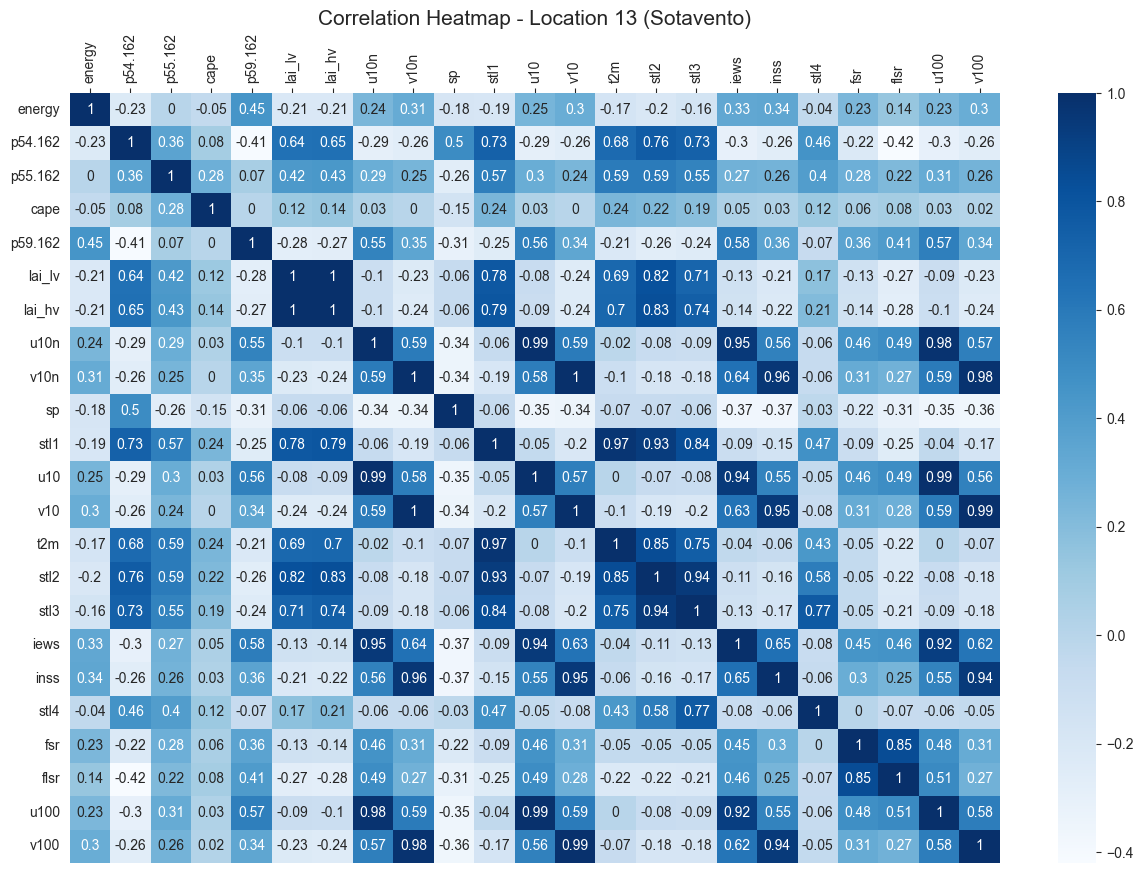 Correlation Heatmap - Location 13 (Sotavento)
energy p54.162 p55.162 cape p59.162 lai_lv lai_hv u10n v10n sp stl1 u10 v10 t2m stl2 stl3 iews inss stl4 fsr flsr u100 v100
energy 1 -0.23 0 -0.05 0.45 -0.21 -0.21 0.24 0.31 -0.18 -0.19 0.25 0.3 -0.17 -0.2 -0.16 0.33 0.34 -0.04 0.23 0.14 0.23 0.3
p54.162 -0.23 1 0.36 0.08 -0.41 0.64 0.65 -0.29 -0.26 0.5 0.73 -0.29 -0.26 0.68 0.76 0.73 -0.3 -0.26 0.46 -0.22 -0.42 -0.3 -0.26
p55.162 0 0.36 1 0.28 0.07 0.42 0.43 0.29 0.25 -0.26 0.57 0.3 0.24 0.59 0.59 0.55 0.27 0.26 0.4 0.28 0.22 0.31 0.26
cape -0.05 0.08 0.28 1 0 0.12 0.14 0.03 0 -0.15 0.24 0.03 0 0.24 0.22 0.19 0.05 0.03 0.12 0.06 0.08 0.03 0.02
p59.162 0.45 -0.41 0.07 0 1 -0.28 -0.27 0.55 0.35 -0.31 -0.25 0.56 0.34 -0.21 -0.26 -0.24 0.58 0.36 -0.07 0.36 0.41 0.57 0.34
lai_lv -0.21 0.64 0.42 0.12 -0.28 1 1 -0.1 -0.23 -0.06 0.78 -0.08 -0.24 0.69 0.82 0.71 -0.13 -0.21 0.17 -0.13 -0.27 -0.09 -0.23
lai_hv -0.21 0.65 0.43 0.14 -0.27 1 1 -0.1 -0.24 -0.06 0.79 -0.09 -0.24 0.7 0.83 0.74 -0.14 -0.22 0.21 -0.14 -0.28 -0.1 -0.24
u10n 0.24 -0.29 0.29 0.03 0.55 -0.1 -0.1 1 0.59 -0.34 -0.06 0.99 0.59 -0.02 -0.08 -0.09 0.95 0.56 -0.06 0.46 0.49 0.98 0.57
v10n 0.31 -0.26 0.25 0 0.35 -0.23 -0.24 0.59 1 -0.34 -0.19 0.58 1 -0.1 -0.18 -0.18 0.64 0.96 -0.06 0.31 0.27 0.59 0.98
sp -0.18 0.5 -0.26 -0.15 -0.31 -0.06 -0.06 -0.34 -0.34 1 -0.06 -0.35 -0.34 -0.07 -0.07 -0.06 -0.37 -0.37 -0.03 -0.22 -0.31 -0.35 -0.36
stl1 -0.19 0.73 0.57 0.24 -0.25 0.78 0.79 -0.06 -0.19 -0.06 1 -0.05 -0.2 0.97 0.93 0.84 -0.09 -0.15 0.47 -0.09 -0.25 -0.04 -0.17
u10 0.25 -0.29 0.3 0.03 0.56 -0.08 -0.09 0.99 0.58 -0.35 -0.05 1 0.57 0 -0.07 -0.08 0.94 0.55 -0.05 0.46 0.49 0.99 0.56
v10 0.3 -0.26 0.24 0 0.34 -0.24 -0.24 0.59 1 -0.34 -0.2 0.57 1 -0.1 -0.19 -0.2 0.63 0.95 -0.08 0.31 0.28 0.59 0.99
t2m -0.17 0.68 0.59 0.24 -0.21 0.69 0.7 -0.02 -0.1 -0.07 0.97 0 -0.1 1 0.85 0.75 -0.04 -0.06 0.43 -0.05 -0.22 0 -0.07
stl2 -0.2 0.76 0.59 0.22 -0.26 0.82 0.83 -0.08 -0.18 -0.07 0.93 -0.07 -0.19 0.85 1 0.94 -0.11 -0.16 0.58 -0.05 -0.22 -0.08 -0.18
stl3 -0.16 0.73 0.55 0.19 -0.24 0.71 0.74 -0.09 -0.18 -0.06 0.84 -0.08 -0.2 0.75 0.94 1 -0.13 -0.17 0.77 -0.05 -0.21 -0.09 -0.18
iews 0.33 -0.3 0.27 0.05 0.58 -0.13 -0.14 0.95 0.64 -0.37 -0.09 0.94 0.63 -0.04 -0.11 -0.13 1 0.65 -0.08 0.45 0.46 0.92 0.62
inss 0.34 -0.26 0.26 0.03 0.36 -0.21 -0.22 0.56 0.96 -0.37 -0.15 0.55 0.95 -0.06 -0.16 -0.17 0.65 1 -0.06 0.3 0.25 0.55 0.94
stl4 -0.04 0.46 0.4 0.12 -0.07 0.17 0.21 -0.06 -0.06 -0.03 0.47 -0.05 -0.08 0.43 0.58 0.77 -0.08 -0.06 1 0 -0.07 -0.06 -0.05
fsr 0.23 -0.22 0.28 0.06 0.36 -0.13 -0.14 0.46 0.31 -0.22 -0.09 0.46 0.31 -0.05 -0.05 -0.05 0.45 0.3 0 1 0.85 0.48 0.31
flsr 0.14 -0.42 0.22 0.08 0.41 -0.27 -0.28 0.49 0.27 -0.31 -0.25 0.49 0.28 -0.22 -0.22 -0.21 0.46 0.25 -0.07 0.85 1 0.51 0.27
u100 0.23 -0.3 0.31 0.03 0.57 -0.09 -0.1 0.98 0.59 -0.35 -0.04 0.99 0.59 0 -0.08 -0.09 0.92 0.55 -0.06 0.48 0.51 1 0.58
v100 0.3 -0.26 0.26 0.02 0.34 -0.23 -0.24 0.57 0.98 -0.36 -0.17 0.56 0.99 -0.07 -0.18 -0.18 0.62 0.94 -0.05 0.31 0.27 0.58 1
1.0
0.8
0.6
0.4
0.2
0.0
−0.2
−0.4